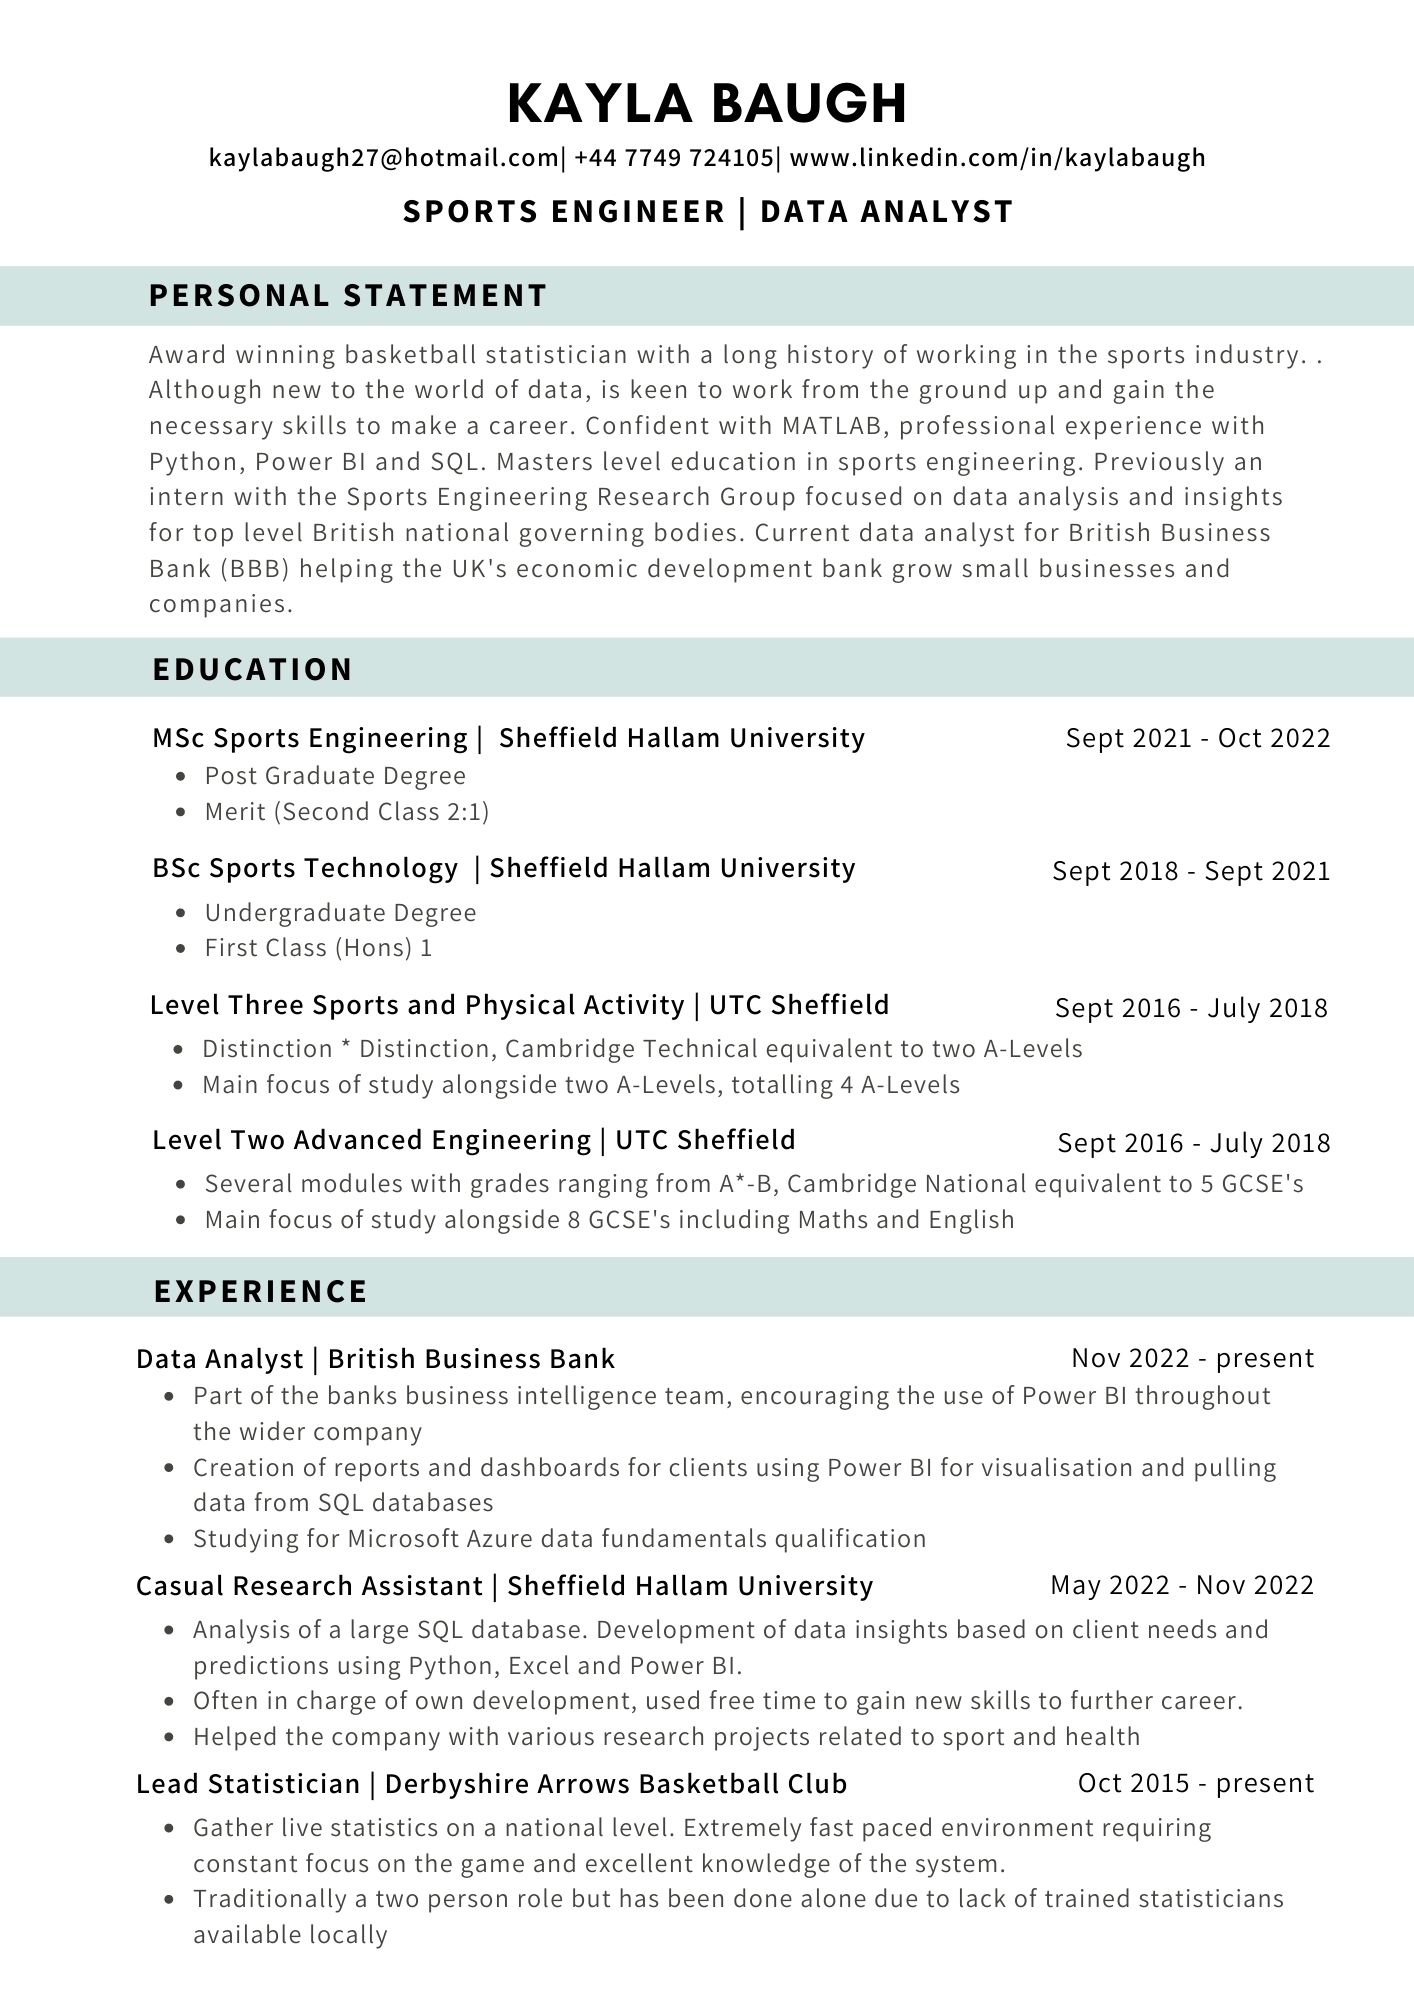 KAYLA BAUGH
kaylabaugh27@hotmail.com| +44 7749 724105| www.linkedin.com/in/kaylabaugh
SPORTS ENGINEER | DATA ANALYST
PERSONAL STATEMENT
Award winning basketball statistician with a long history of working in the sports industry. .
Although new to the world of data, is keen to work from the ground up and gain the
necessary skills to make a career. Confident with MATLAB, professional experience with
Python, Power BI and SQL. Masters level education in sports engineering. Previously an
intern with the Sports Engineering Research Group focused on data analysis and insights
for top level British national governing bodies. Current data analyst for British Business
Bank (BBB) helping the UK's economic development bank grow small businesses and
companies.
EDUCATION
MSc Sports Engineering | Sheffield Hallam University Sept 2021 - Oct 2022
• Post Graduate Degree
• Merit (Second Class 2:1)
BSc Sports Technology | Sheffield Hallam University Sept 2018 - Sept 2021
• Undergraduate Degree
• First Class (Hons) 1
Level Three Sports and Physical Activity | UTC Sheffield Sept 2016 - July 2018
• Distinction * Distinction, Cambridge Technical equivalent to two A-Levels
• Main focus of study alongside two A-Levels, totalling 4 A-Levels
Level Two Advanced Engineering | UTC Sheffield Sept 2016 - July 2018
• Several modules with grades ranging from A*-B, Cambridge National equivalent to 5 GCSE's
• Main focus of study alongside 8 GCSE's including Maths and English
EXPERIENCE
Data Analyst | British Business Bank Nov 2022 - present
• Part of the banks business intelligence team, encouraging the use of Power BI throughout
the wider company
• Creation of reports and dashboards for clients using Power BI for visualisation and pulling
data from SQL databases
• Studying for Microsoft Azure data fundamentals qualification
Casual Research Assistant | Sheffield Hallam University May 2022 - Nov 2022
• Analysis of a large SQL database. Development of data insights based on client needs and
predictions using Python, Excel and Power BI.
• Often in charge of own development, used free time to gain new skills to further career.
• Helped the company with various research projects related to sport and health
Lead Statistician | Derbyshire Arrows Basketball Club Oct 2015 - present
• Gather live statistics on a national level. Extremely fast paced environment requiring
constant focus on the game and excellent knowledge of the system.
• Traditionally a two person role but has been done alone due to lack of trained statisticians
available locally